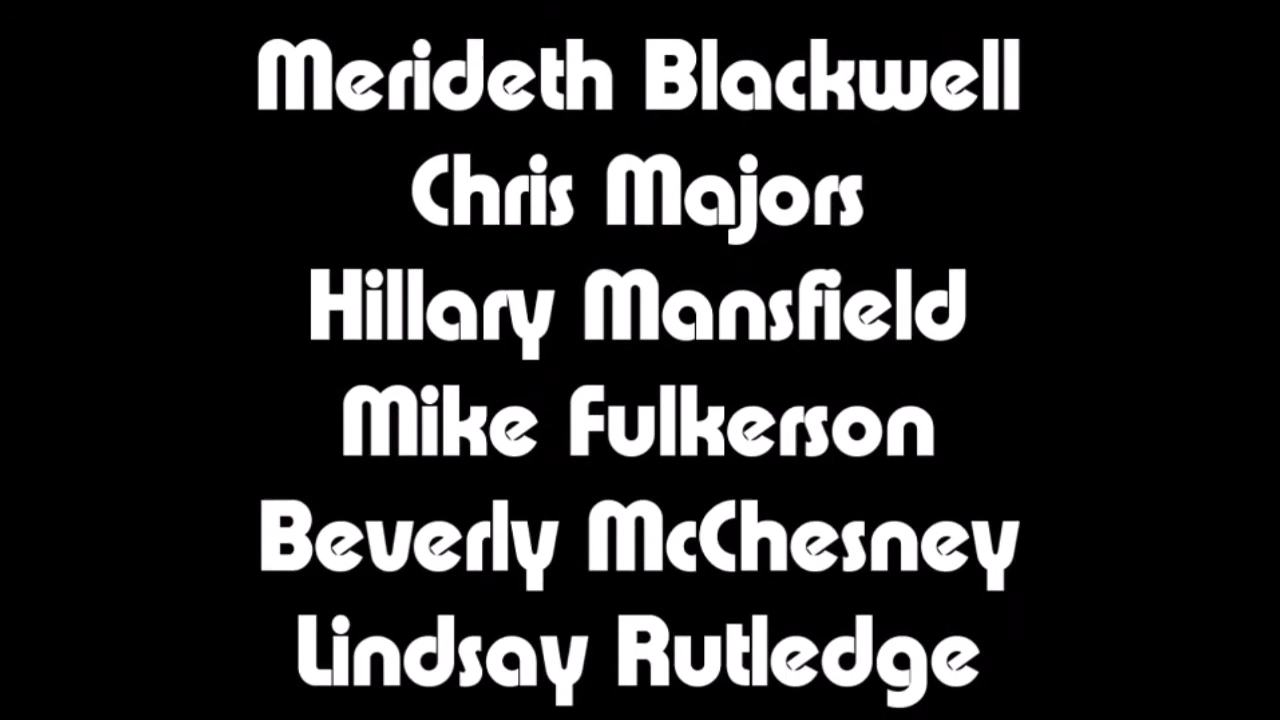 Merideth Blackwell
Chris Majors
Hillary Mansfield
Mike Fulkerson
Beverly McChesney
Lindsay Rutledge